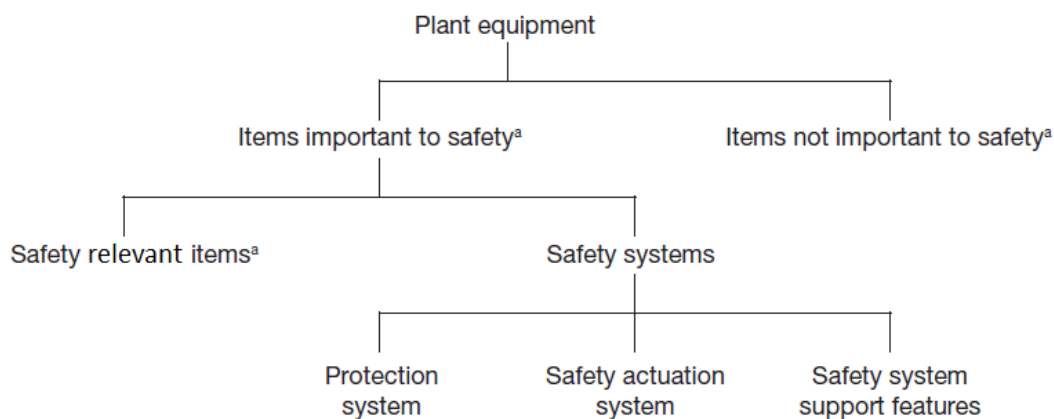 Plant equipment
Items important to safetyᵃ
Items not important to safetyᵃ
Safety relevant itemsᵃ
Safety systems
Protection
system
Safety actuation
system
Safety system
support features